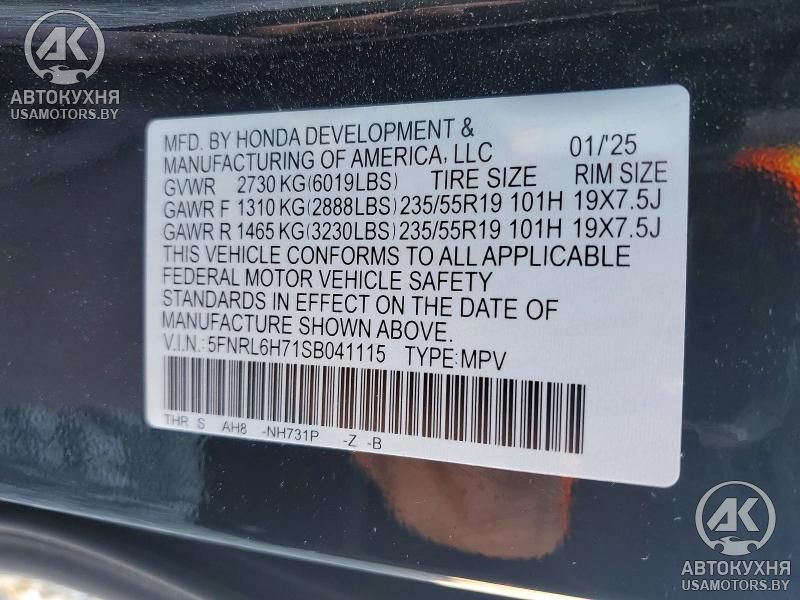 AK
АВТОКУХНЯ
USAMOTORS.BY
MFD. BY HONDA DEVELOPMENT &
MANUFACTURING OF AMERICA, LLC 01/'25
GVWR 2730 KG(6019LBS) TIRE SIZE RIM SIZE
GAWR F 1310 KG(2888LBS) 235/55R19 101H 19X7.5J
GAWR R 1465 KG(3230LBS) 235/55R19 101H 19X7.5J
THIS VEHICLE CONFORMS TO ALL APPLICABLE
FEDERAL MOTOR VEHICLE SAFETY
STANDARDS IN EFFECT ON THE DATE OF
MANUFACTURE SHOWN ABOVE.
V.I.N.: 5FNRL6H71SB041115 TYPE:MPV
THR S AH8 -NH731P -Z -B
AK
АВТОКУХНЯ
USAMOTORS.BY